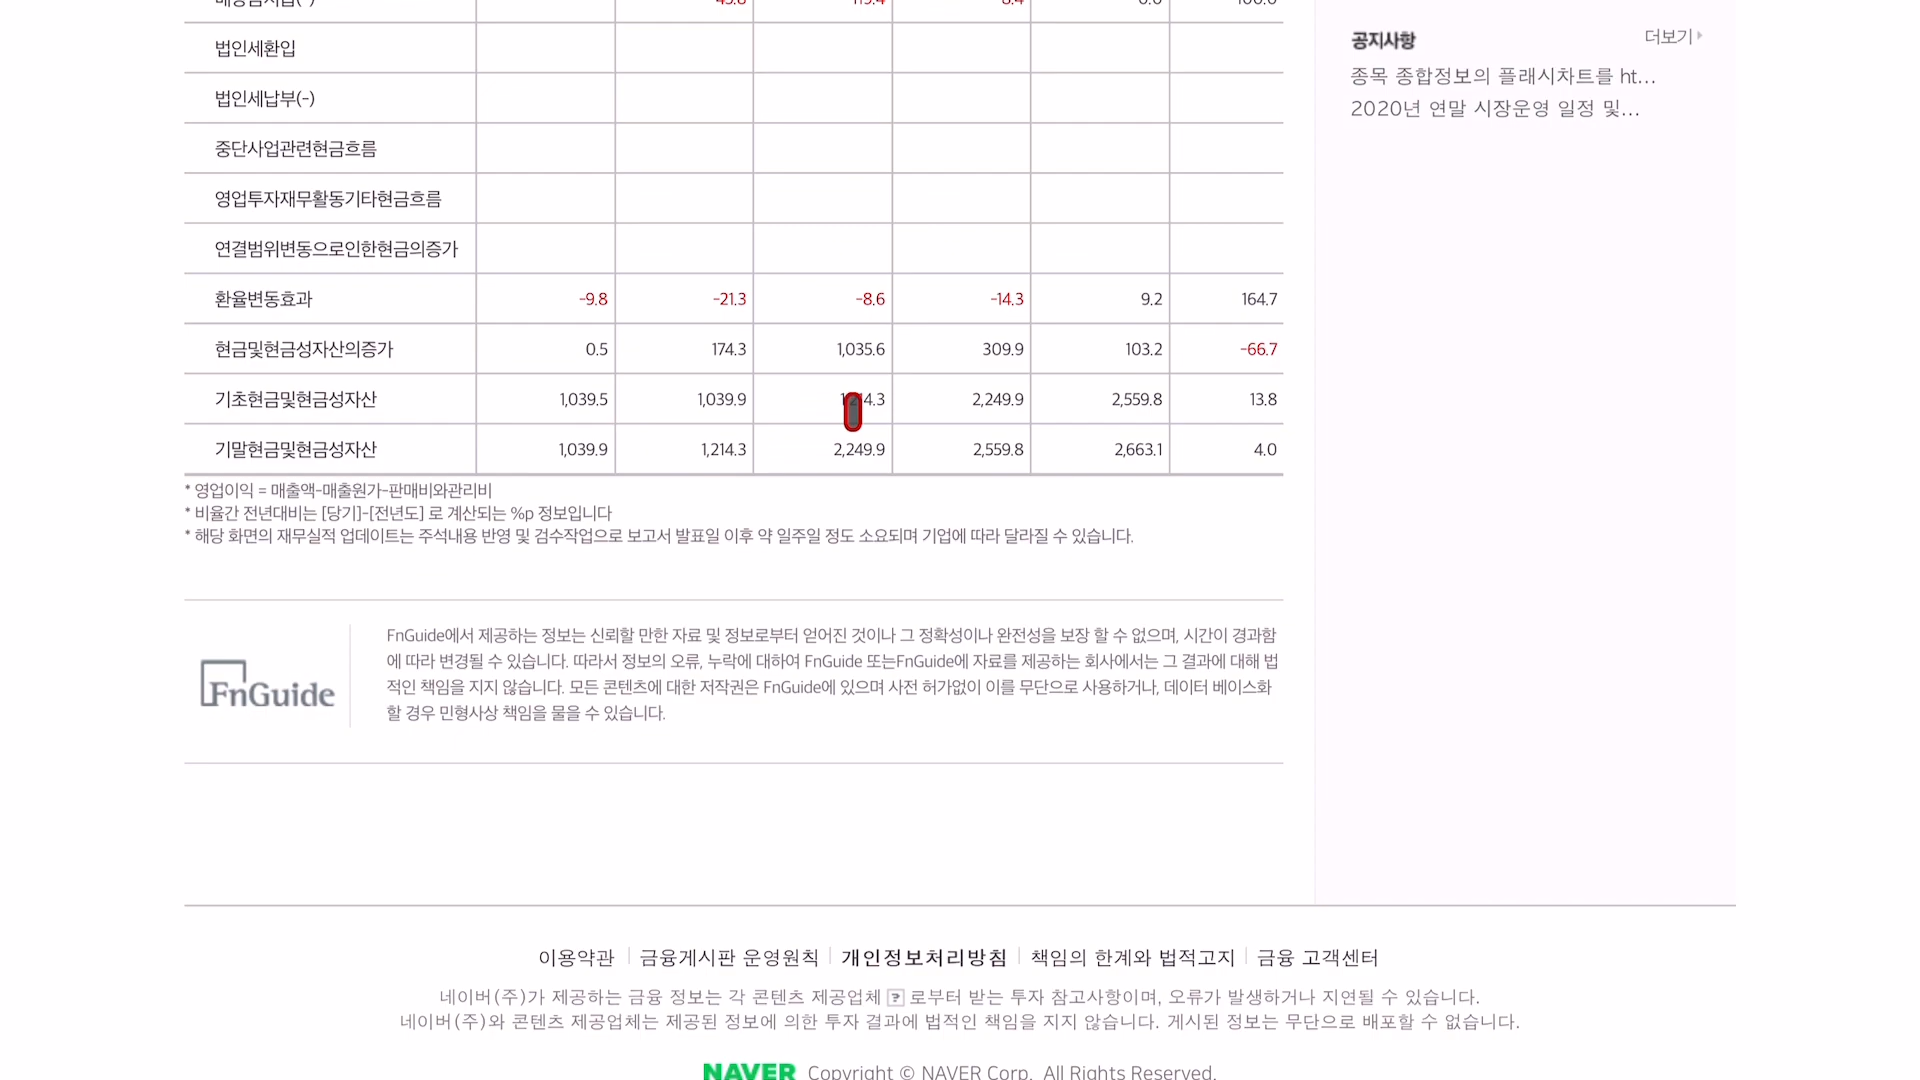 -45.8 119.4 -8.4 0.0 100.0
법인세환입
법인세납부(-)
중단사업관련현금흐름
영업투자재무활동기타현금흐름
연결범위변동으로인한현금의증가
환율변동효과 -9.8 -21.3 -8.6 -14.3 9.2 164.7
현금및현금성자산의증가 0.5 174.3 1,035.6 309.9 103.2 -66.7
기초현금및현금성자산 1,039.5 1,039.9 2,249.9 2,559.8 13.8
기말현금및현금성자산 1,039.9 1,214.3 2,249.9 2,559.8 2,663.1 4.0
* 영업이익 = 매출액-매출원가-판매비와관리비
* 비율간 전년대비는 [당기]-[전년도] 로 계산되는 %p 정보입니다
* 해당 화면의 재무실적 업데이트는 주석내용 반영 및 검수작업으로 보고서 발표일 이후 약 일주일 정도 소요되며 기업에 따라 달라질 수 있습니다.
FnGuide
FnGuide에서 제공하는 정보는 신뢰할 만한 자료 및 정보로부터 얻어진 것이나 그 정확성이나 완전성을 보장 할 수 없으며, 시간이 경과함
에 따라 변경될 수 있습니다. 따라서 정보의 오류, 누락에 대하여 FnGuide 또는FnGuide에 자료를 제공하는 회사에서는 그 결과에 대해 법
적인 책임을 지지 않습니다. 모든 콘텐츠에 대한 저작권은 FnGuide에 있으며 사전 허가없이 이를 무단으로 사용하거나, 데이터 베이스화
할 경우 민형사상 책임을 물을 수 있습니다.
공지사항 더보기
종목 종합정보의 플래시차트를 ht...
2020년 연말 시장운영 일정 및...
이용약관 금융게시판 운영원칙 개인정보처리방침 책임의 한계와 법적고지 금융 고객센터
네이버(주)가 제공하는 금융 정보는 각 콘텐츠 제공업체 ? 로부터 받는 투자 참고사항이며, 오류가 발생하거나 지연될 수 있습니다.
네이버(주)와 콘텐츠 제공업체는 제공된 정보에 의한 투자 결과에 법적인 책임을 지지 않습니다. 게시된 정보는 무단으로 배포할 수 없습니다.
NAVER Copyright © NAVER Corp. All Rights Reserved.